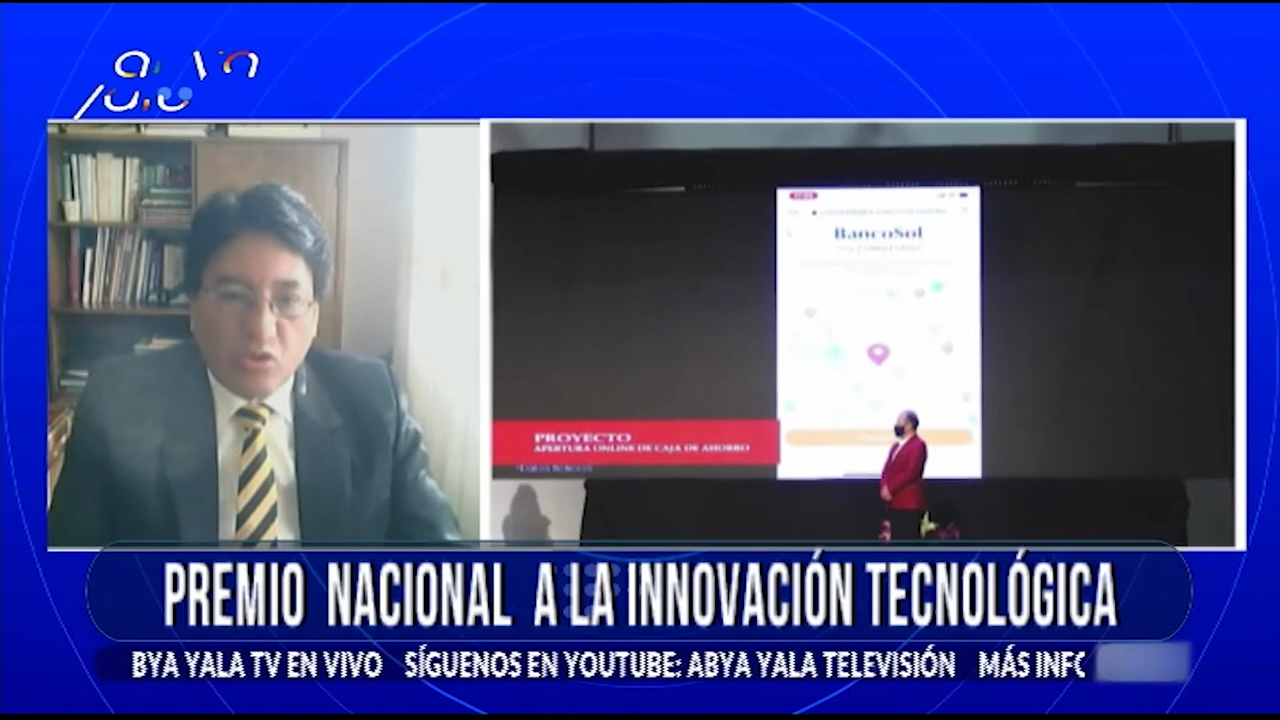 BancoSol
PROYECTO
APERTURA ONLINE DE CAJA DE AHORRO
PREMIO NACIONAL A LA INNOVACIÓN TECNOLÓGICA
BYA YALA TV EN VIVO SÍGUENOS EN YOUTUBE: ABYA YALA TELEVISIÓN MÁS INFO